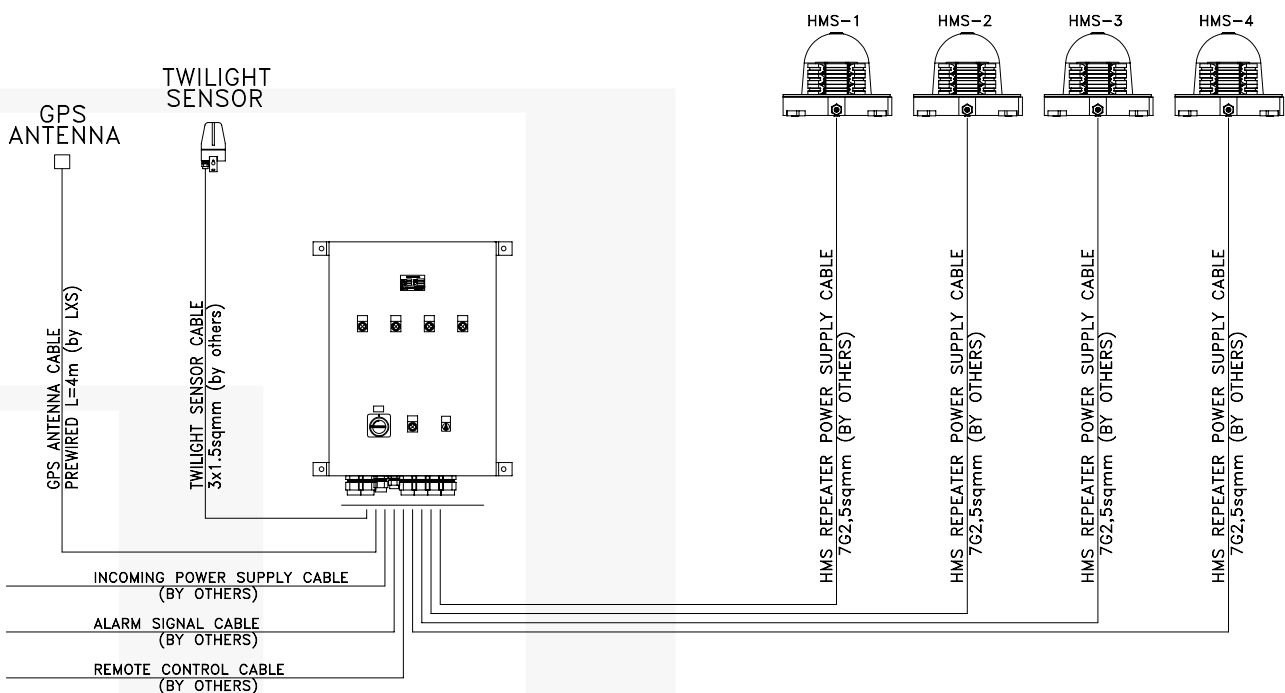 HMS-1
HMS-2
HMS-3
HMS-4
TWILIGHT
SENSOR
GPS
ANTENNA
GPS ANTENNA CABLE
PREWIRED L=4m (by LXS)
TWILIGHT SENSOR CABLE
3x1.5sqmm (by others)
HMS REPEATER POWER SUPPLY CABLE
7G2,5sqmm (BY OTHERS)
HMS REPEATER POWER SUPPLY CABLE
7G2,5sqmm (BY OTHERS)
HMS REPEATER POWER SUPPLY CABLE
7G2,5sqmm (BY OTHERS)
HMS REPEATER POWER SUPPLY CABLE
7G2,5sqmm (BY OTHERS)
INCOMING POWER SUPPLY CABLE
(BY OTHERS)
ALARM SIGNAL CABLE
(BY OTHERS)
REMOTE CONTROL CABLE
(BY OTHERS)